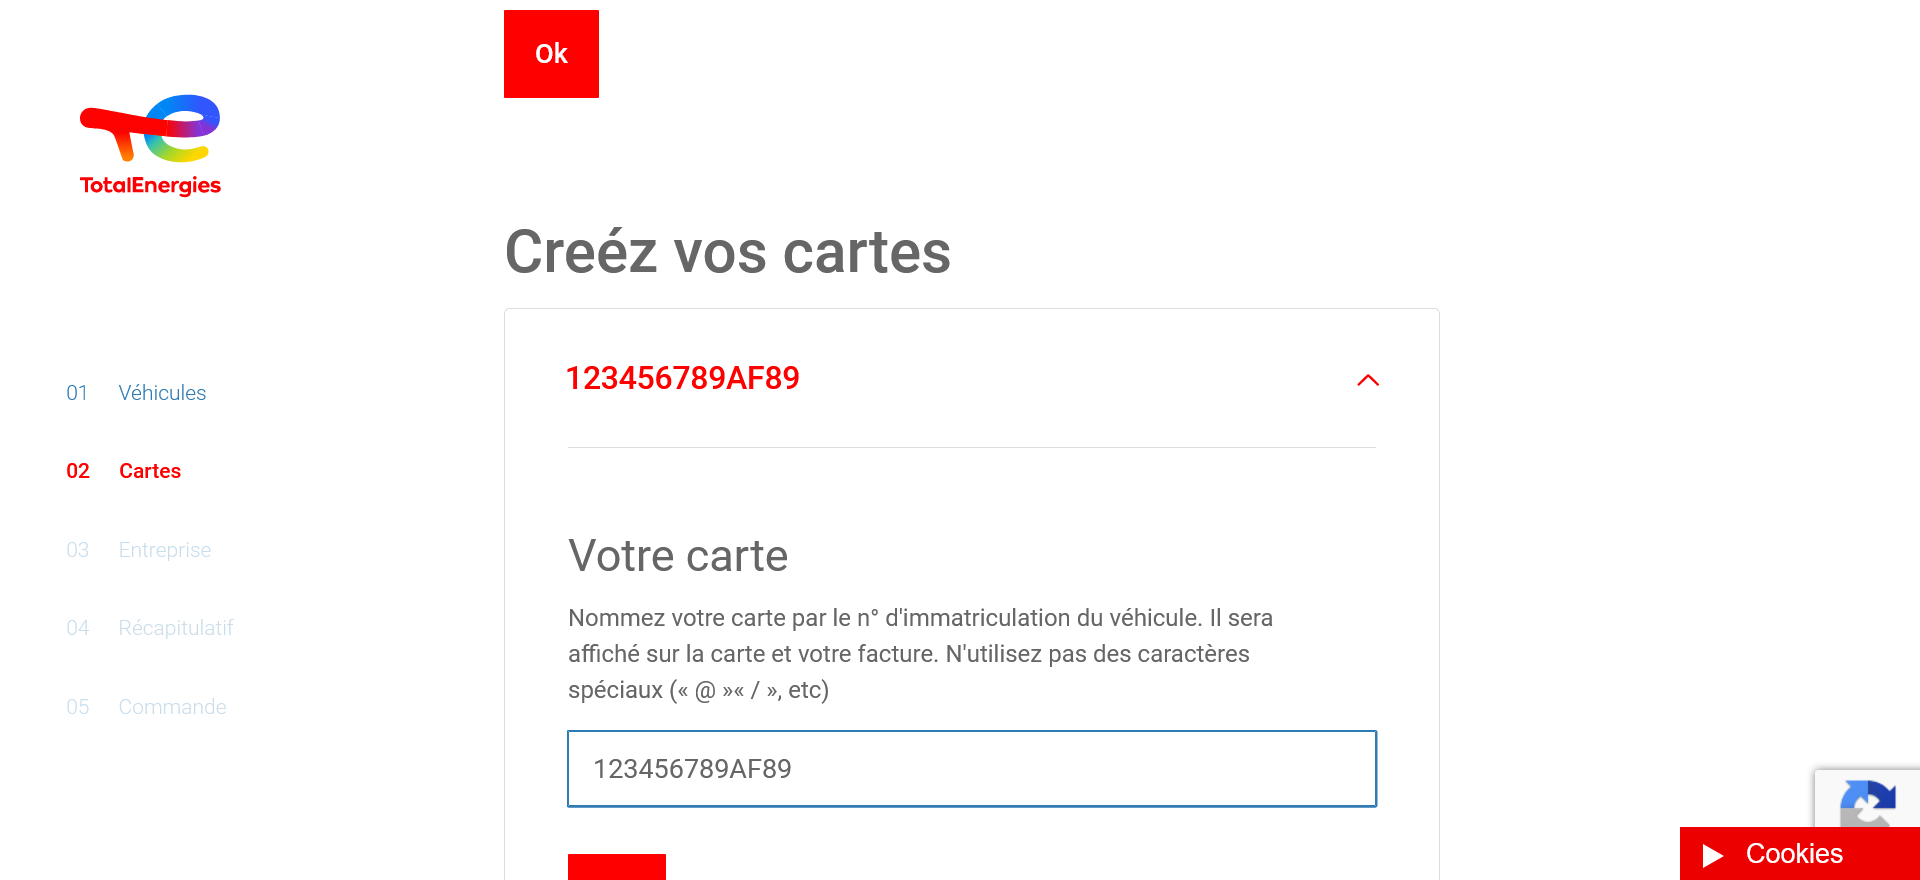 Ok
TotalEnergies
Creéz vos cartes
123456789AF89
01 Véhicules
02 Cartes
03 Entreprise
04 Récapitulatif
05 Commande
Votre carte
Nommez votre carte par le n° d'immatriculation du véhicule. Il sera
affiché sur la carte et votre facture. N'utilisez pas des caractères
spéciaux (« @ »« / », etc)
123456789AF89
Cookies